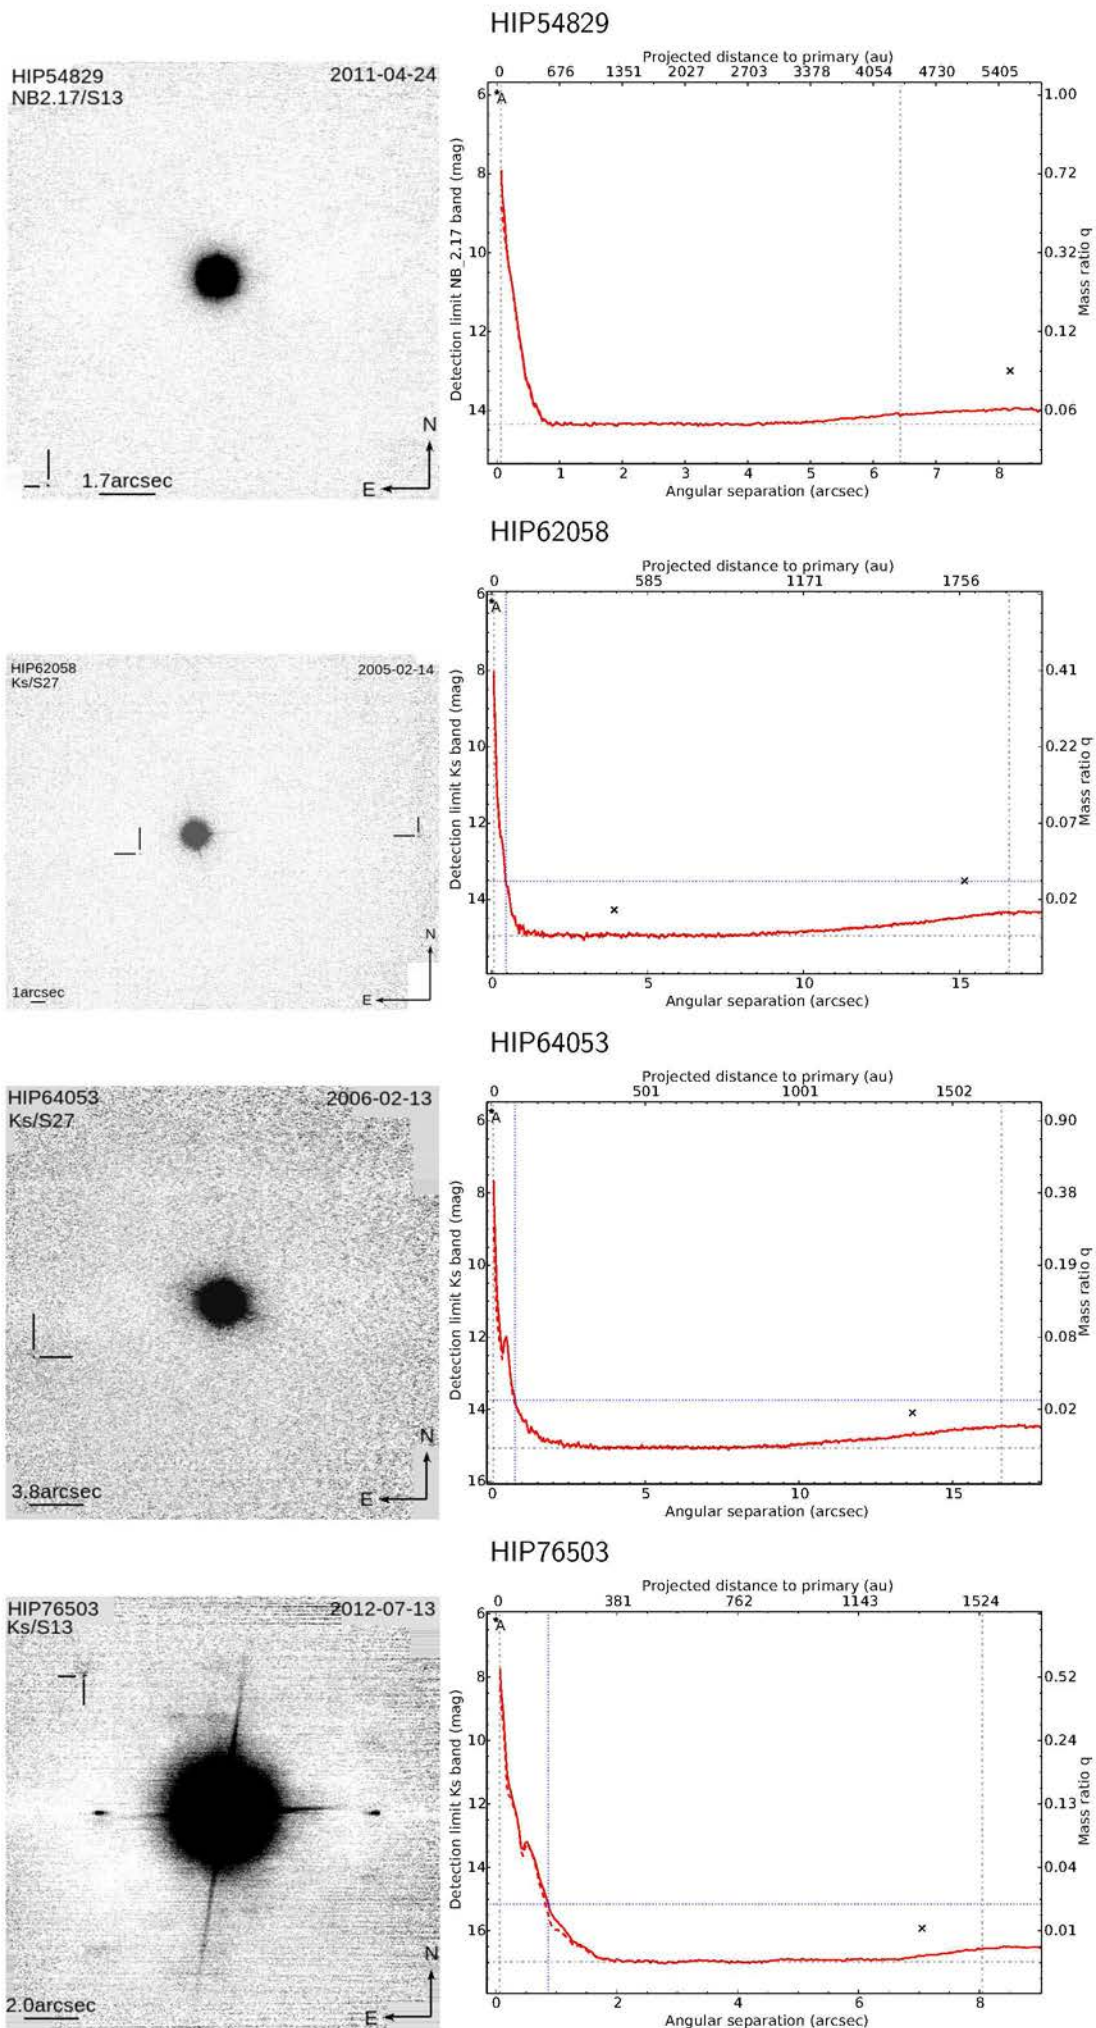 HIP54829
HIP54829 2011-04-24
NB2.17/S13
N
E
1.7arcsec
Projected distance to primary (au)
0 676 1351 2027 2703 3378 4054 4730 5405
Detection limit NB_2.17 band (mag)
6 8 10 12 14
A
1.00 0.72 0.32 0.12 0.06
Mass ratio q
0 1 2 3 4 5 6 7 8
Angular separation (arcsec)
HIP62058
HIP62058 2005-02-14
Ks/S27
N
E
1arcsec
Projected distance to primary (au)
0 585 1171 1756
Detection limit Ks band (mag)
6 8 10 12 14
A
0.41 0.22 0.07 0.02
Mass ratio q
0 5 10 15
Angular separation (arcsec)
HIP64053
HIP64053 2006-02-13
Ks/S27
N
E
3.8arcsec
Projected distance to primary (au)
0 501 1001 1502
Detection limit Ks band (mag)
6 8 10 12 14 16
A
0.90 0.38 0.19 0.08 0.02
Mass ratio q
0 5 10 15
Angular separation (arcsec)
HIP76503
HIP76503 2012-07-13
Ks/S13
N
E
2.0arcsec
Projected distance to primary (au)
0 381 762 1143 1524
Detection limit Ks band (mag)
6 8 10 12 14 16
A
0.52 0.24 0.13 0.04 0.01
Mass ratio q
0 2 4 6 8
Angular separation (arcsec)